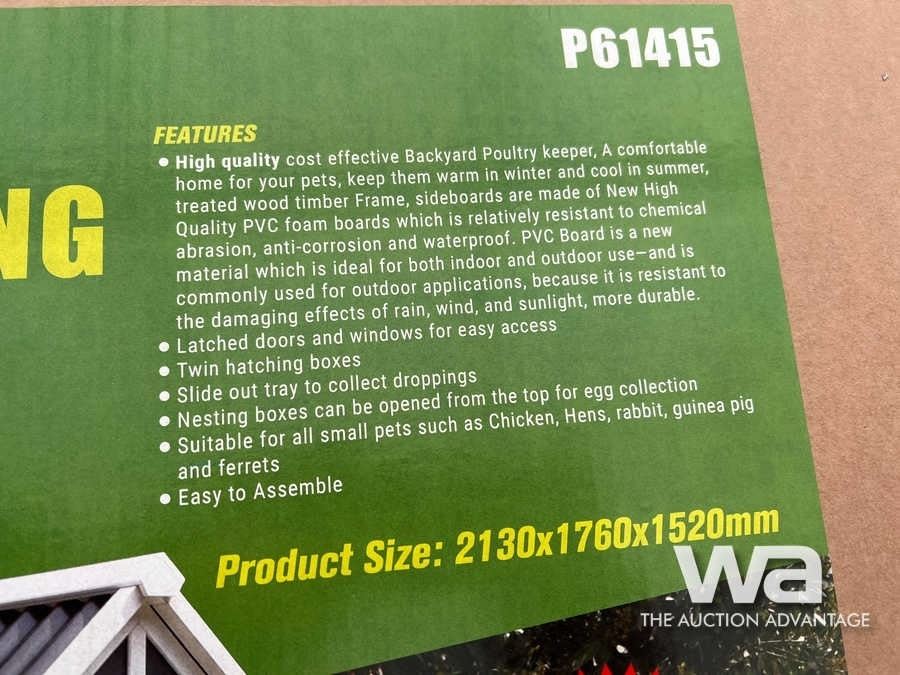 P61415
FEATURES
• High quality cost effective Backyard Poultry keeper, A comfortable
home for your pets, keep them warm in winter and cool in summer,
treated wood timber Frame, sideboards are made of New High
Quality PVC foam boards which is relatively resistant to chemical
abrasion, anti-corrosion and waterproof. PVC Board is a new
material which is ideal for both indoor and outdoor use—and is
commonly used for outdoor applications, because it is resistant to
the damaging effects of rain, wind, and sunlight, more durable.
• Latched doors and windows for easy access
• Twin hatching boxes
• Slide out tray to collect droppings
• Nesting boxes can be opened from the top for egg collection
• Suitable for all small pets such as Chicken, Hens, rabbit, guinea pig
and ferrets
• Easy to Assemble
NG
Product Size: 2130x1760x1520mm
wa
THE AUCTION ADVANTAGE